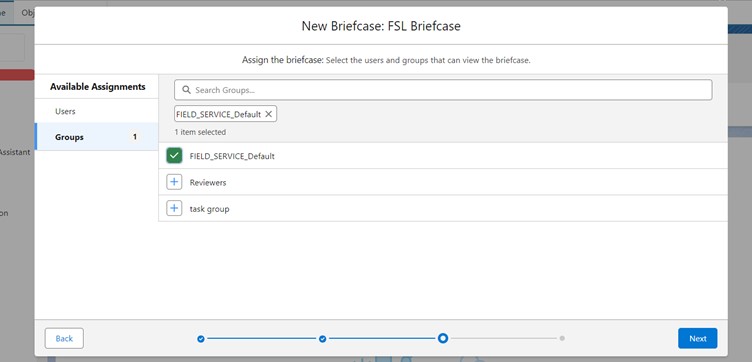 Obj
New Briefcase: FSL Briefcase
Assign the briefcase: Select the users and groups that can view the briefcase.
Available Assignments
Users
Groups 1
Search Groups...
FIELD_SERVICE_Default
1 item selected
FIELD_SERVICE_Default
Reviewers
task group
Assistant
on
Back
Next